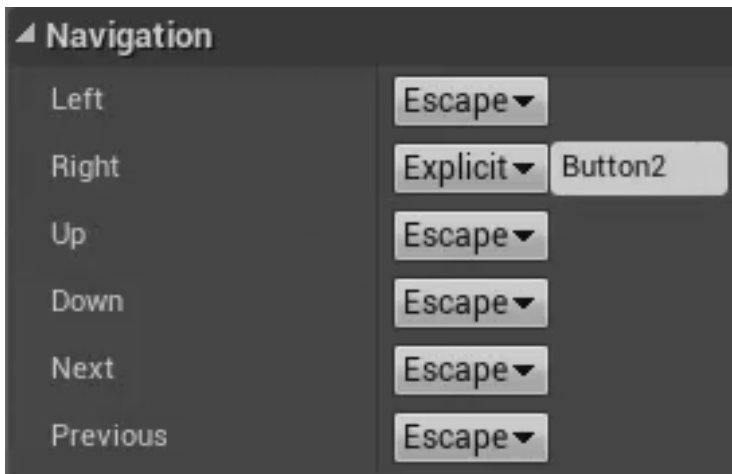 Navigation
Left Escape
Right Explicit Button2
Up Escape
Down Escape
Next Escape
Previous Escape